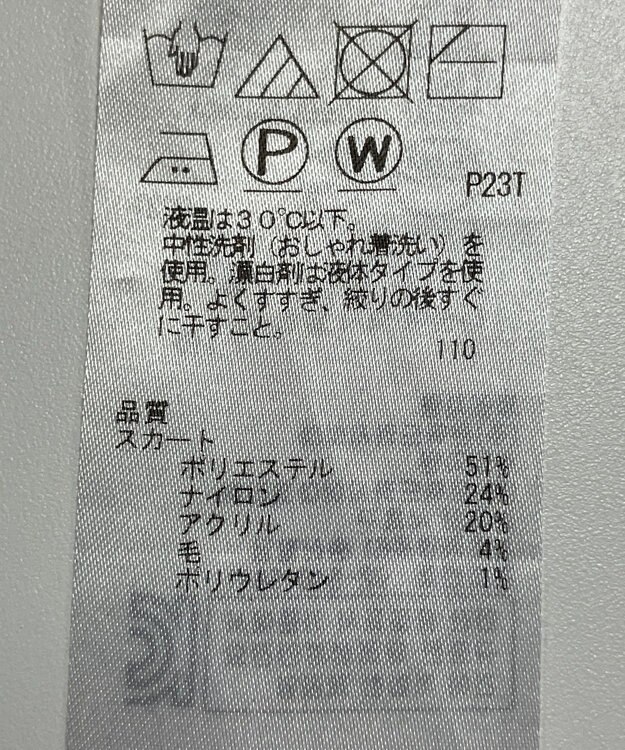 P W
P23T
液温は30℃以下。
中性洗剤（おしゃれ着洗い）を
使用。漂白剤は液体タイプを使
用。よくすすぎ、絞りの後すぐ
に干すこと。
110
品質
スカート
ポリエステル 51%
ナイロン 24%
アクリル 20%
毛 4%
ポリウレタン 1%